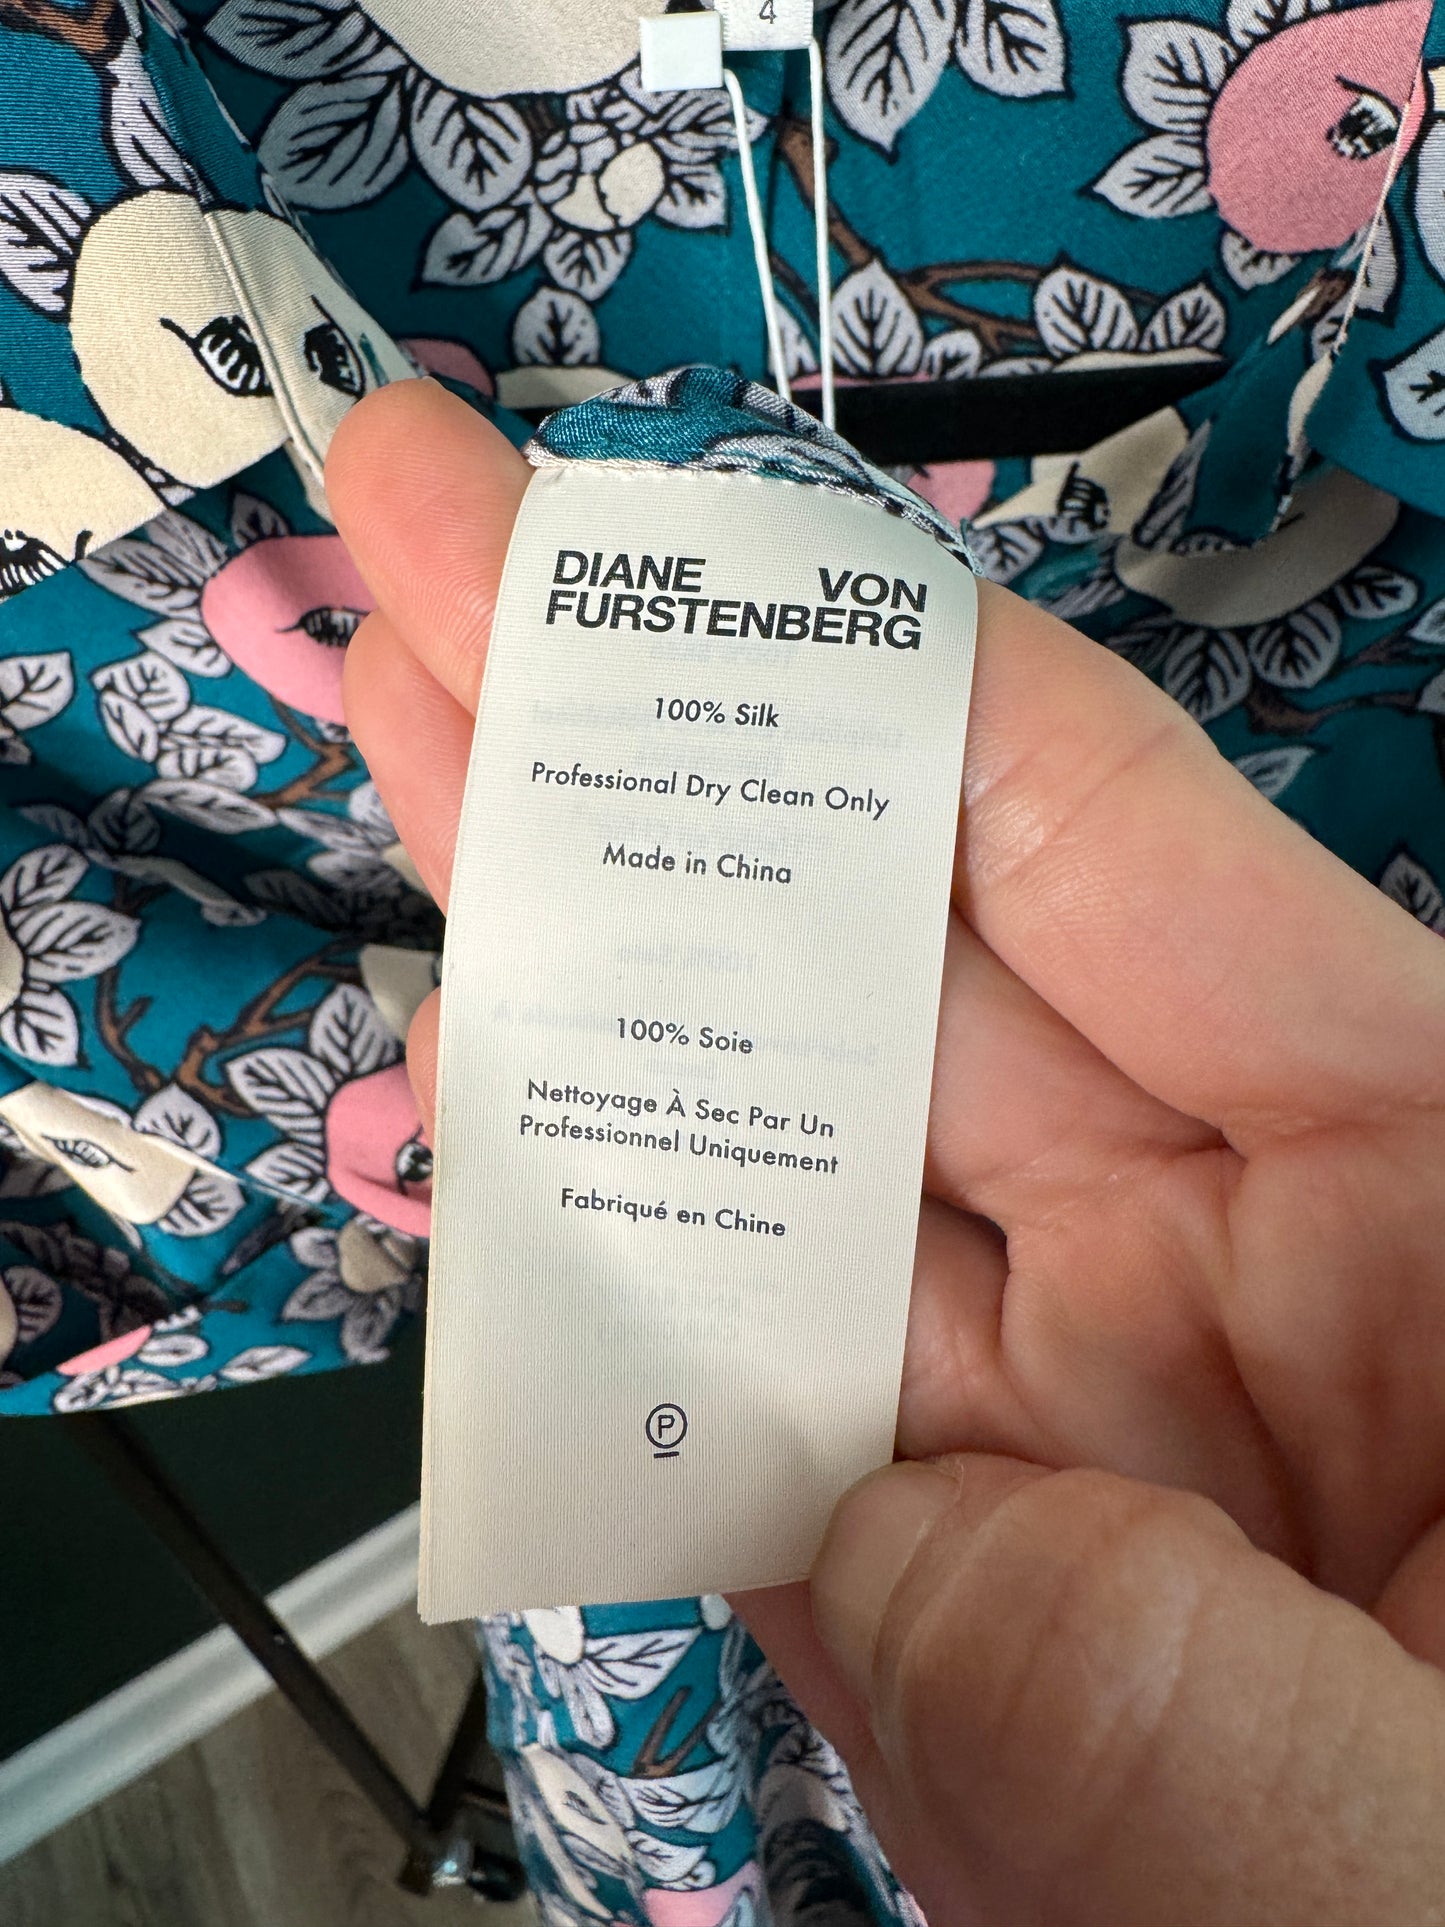 4
DIANE VON
FURSTENBERG
100% Silk
Professional Dry Clean Only
Made in China
100% Soie
Nettoyage À Sec Par Un
Professionnel Uniquement
Fabriqué en Chine
P